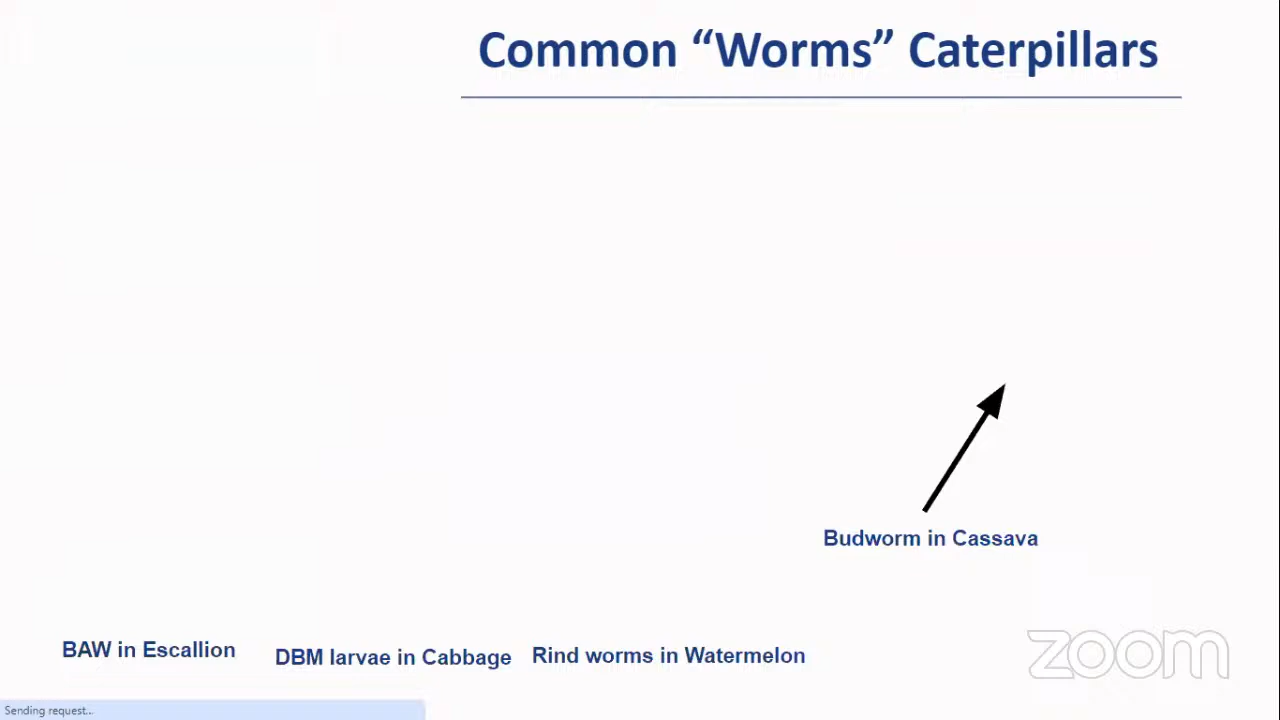 Common “Worms” Caterpillars
Budworm in Cassava
BAW in Escallion
DBM larvae in Cabbage
Rind worms in Watermelon
zoom
Sending request...